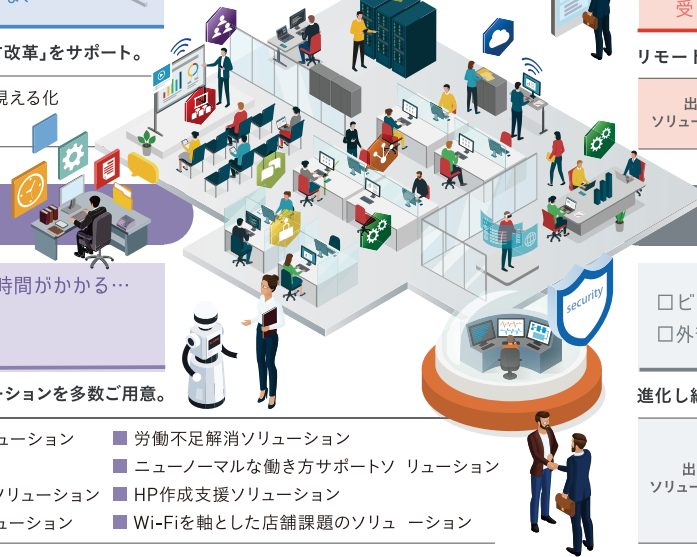 受
改革」をサポート。
リモート
見える化
出
ソリュー
時間がかかる…
security
□ビ
□外
ーションを多数ご用意。
進化し続
ューション
■ 労働不足解消ソリューション
■ ニューノーマルな働き方サポートソ リューション
出
ソリュー
ソリューション
■ HP作成支援ソリューション
ューション
■ Wi-Fiを軸とした店舗課題のソリュ ーション